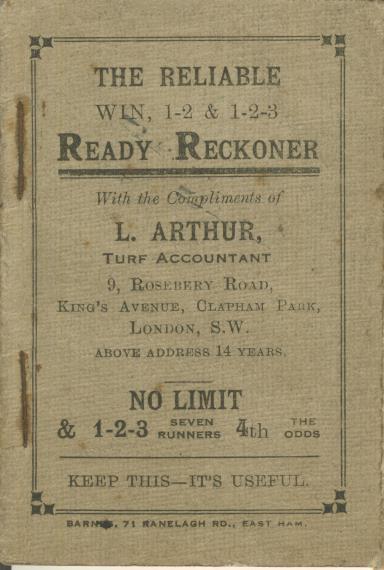 THE RELIABLE
WIN, 1-2 & 1-2-3
READY RECKONER
With the Compliments of
L. ARTHUR,
TURF ACCOUNTANT
9, ROSEBERY ROAD,
KING'S AVENUE, CLAPHAM PARK,
LONDON, S.W.
ABOVE ADDRESS 14 YEARS.
NO LIMIT
& 1-2-3 SEVEN RUNNERS 4th THE ODDS
KEEP THIS—IT'S USEFUL.
BARNES, 71 RANELAGH RD., EAST HAM.